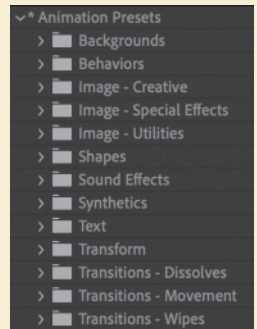 * Animation Presets
Backgrounds
Behaviors
Image - Creative
Image - Special Effects
Image - Utilities
Shapes
Sound Effects
Synthetics
Text
Transform
Transitions - Dissolves
Transitions - Movement
Transitions - Wipes